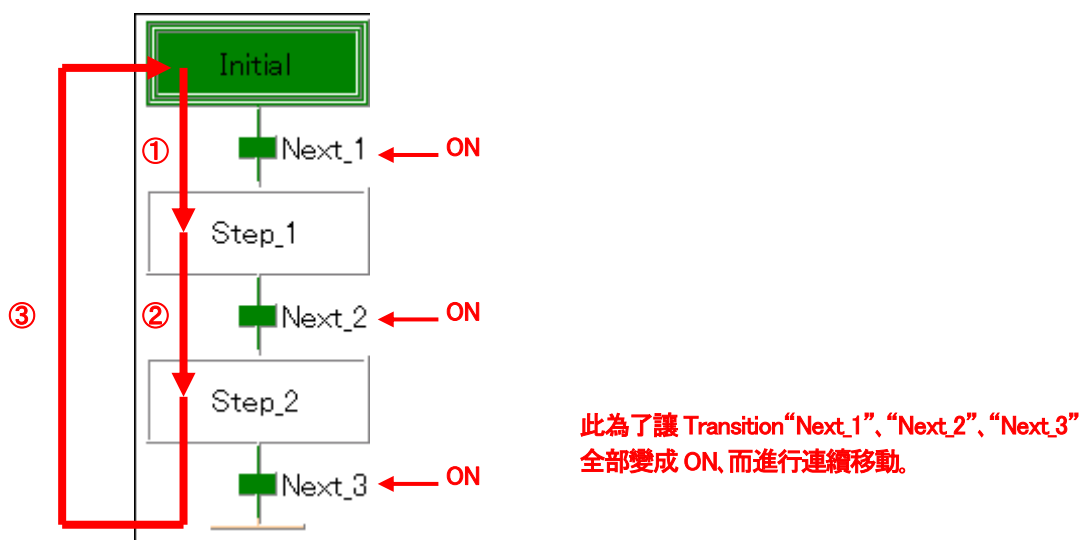 Initial
① Next_1 ON
Step_1
③ ② Next_2 ON
Step_2
此為了讓 Transition“Next_1”、“Next_2”、“Next_3”
全部變成 ON、而進行連續移動。
Next_3 ON